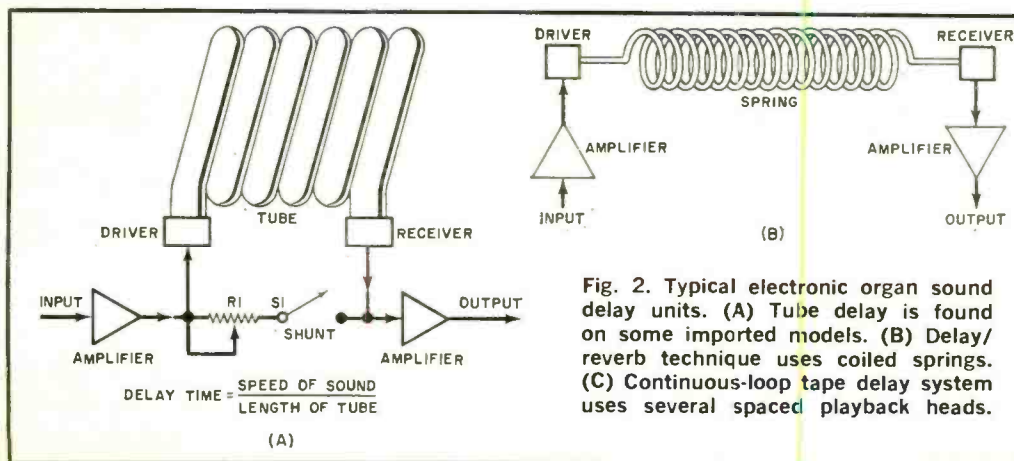 TUBE
DRIVER
RECEIVER
INPUT
AMPLIFIER
R1
S1
SHUNT
AMPLIFIER
OUTPUT
DELAY TIME = SPEED OF SOUND
LENGTH OF TUBE
(A)
DRIVER
RECEIVER
SPRING
AMPLIFIER
AMPLIFIER
INPUT
OUTPUT
(B)
Fig. 2. Typical electronic organ sound
delay units. (A) Tube delay is found
on some imported models. (B) Delay/
reverb technique uses coiled springs.
(C) Continuous-loop tape delay system
uses several spaced playback heads.